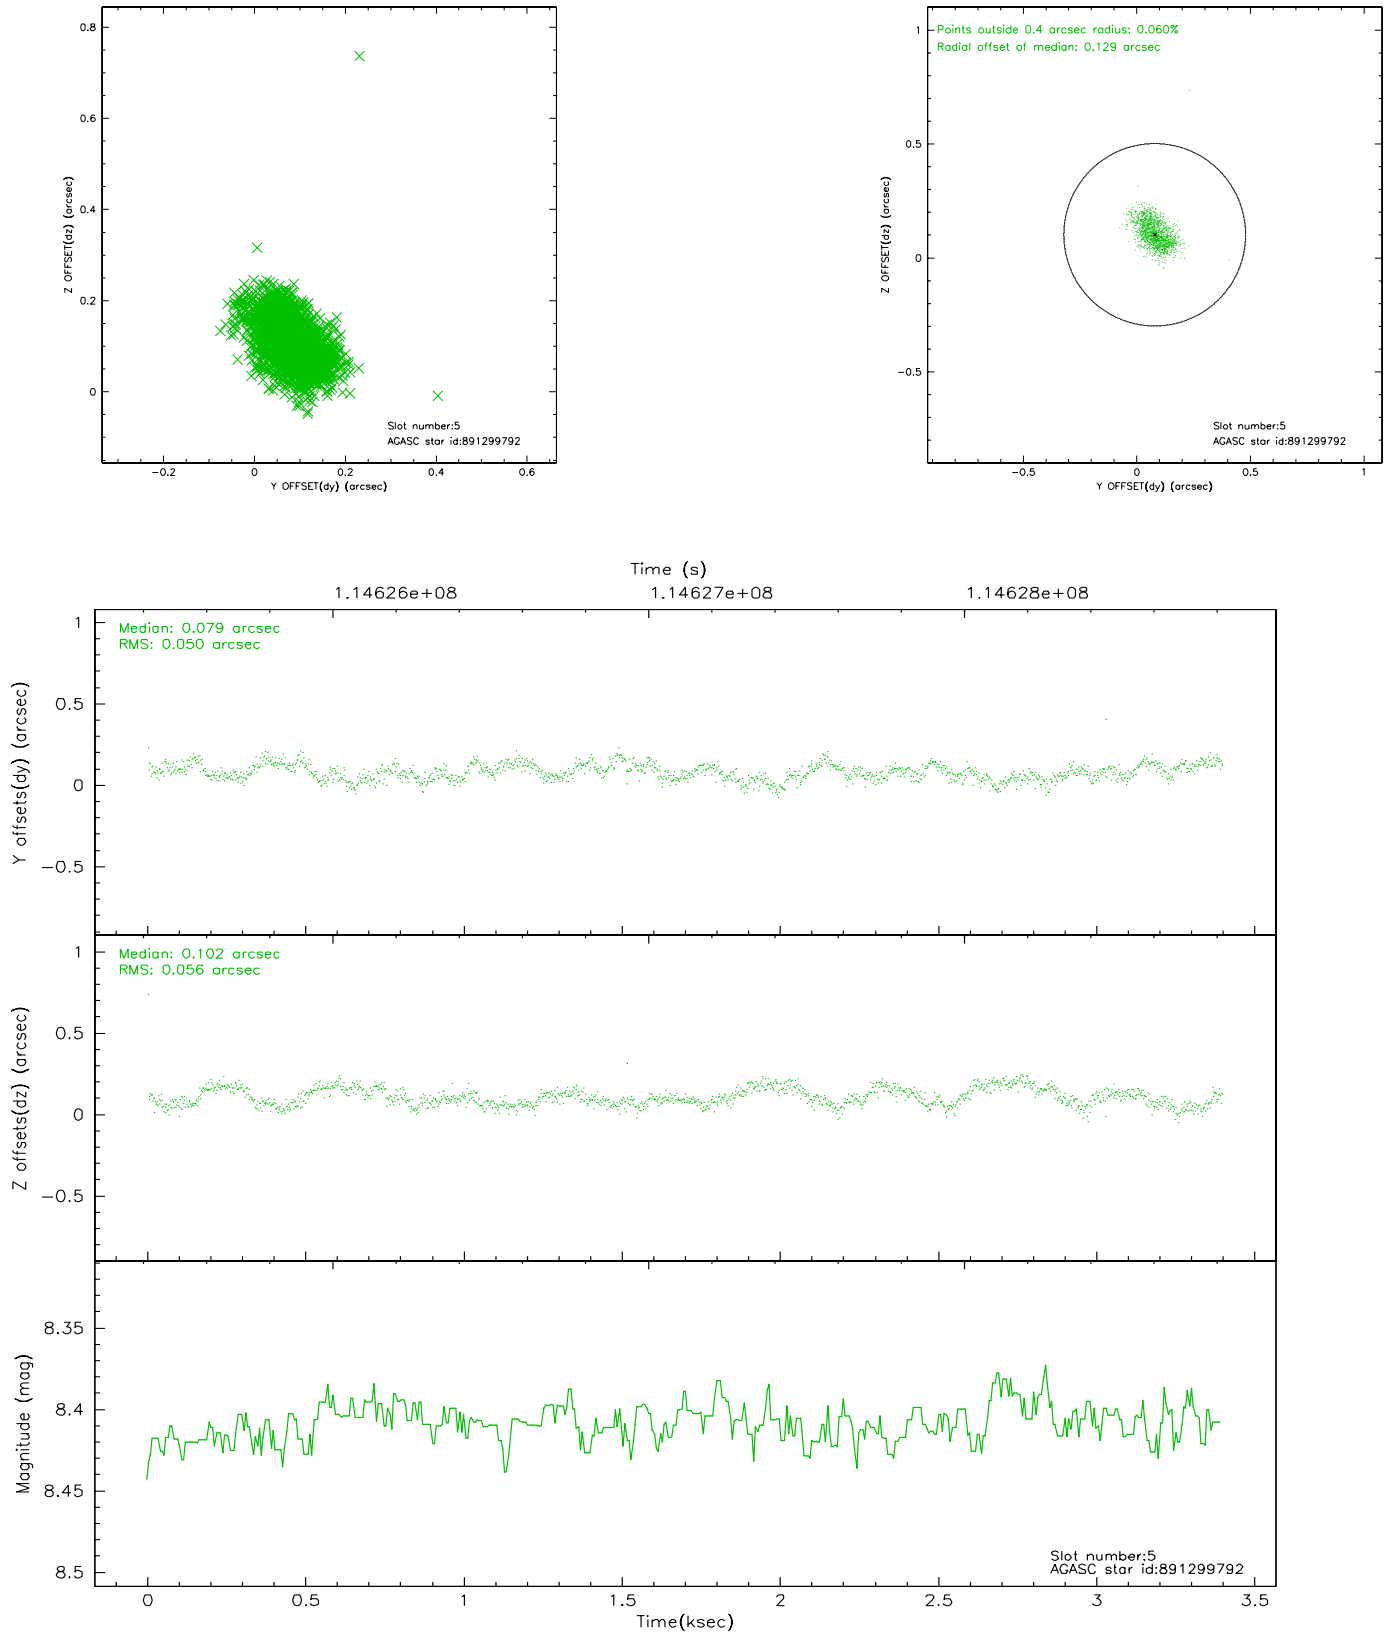 0.8
0.6
0.4
0.2
0
Z OFFSET(dz) (arcsec)
Slot number:5
AGASC star id:891299792
−0.2 0 0.2 0.4 0.6
Y OFFSET(dy) (arcsec)
Points outside 0.4 arcsec radius: 0.060%
Radial offset of median: 0.129 arcsec
1
0.5
0
−0.5
Z OFFSET(dz) (arcsec)
Slot number:5
AGASC star id:891299792
−0.5 0 0.5 1
Y OFFSET(dy) (arcsec)
Time (s)
1.14626e+08 1.14627e+08 1.14628e+08
Median: 0.079 arcsec
RMS: 0.050 arcsec
1
0.5
0
−0.5
Y offsets(dy) (arcsec)
Median: 0.102 arcsec
RMS: 0.056 arcsec
1
0.5
0
−0.5
Z offsets(dz) (arcsec)
8.35
8.4
8.45
8.5
Magnitude (mag)
Slot number:5
AGASC star id:891299792
0 0.5 1 1.5 2 2.5 3 3.5
Time(ksec)